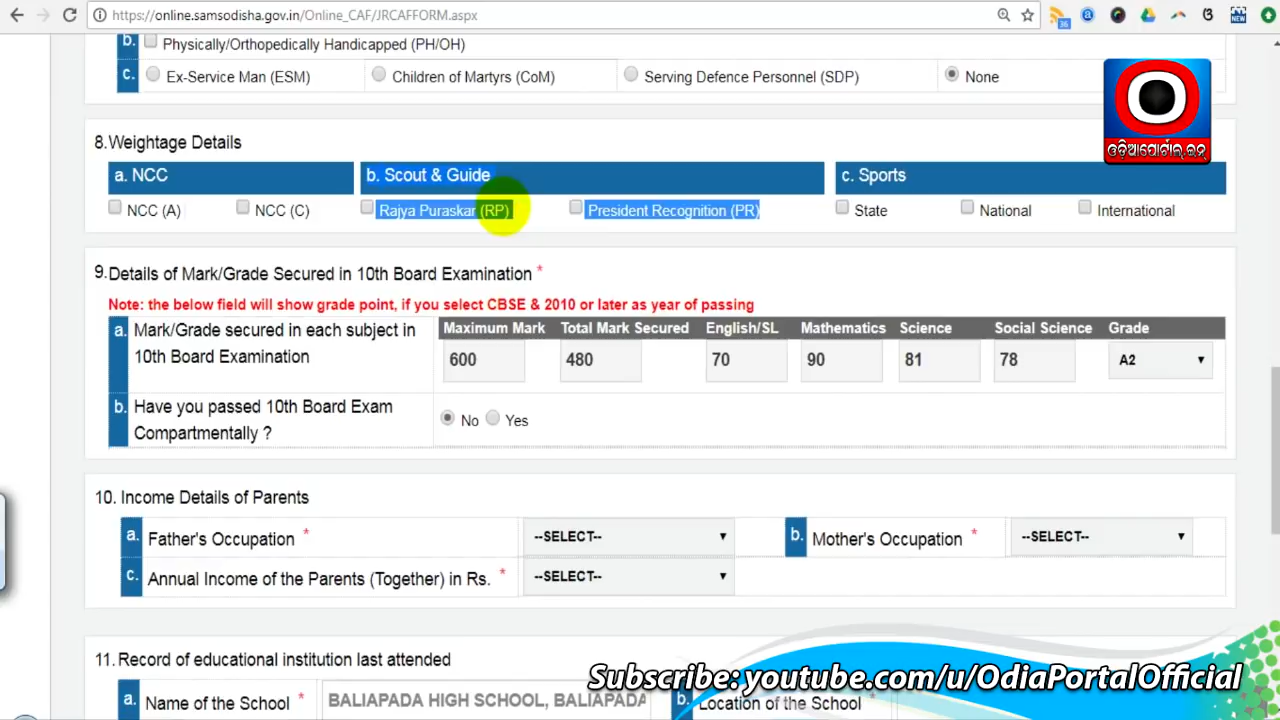 https://online.samsodisha.gov.in/Online_CAF/JRCAFFORM.aspx
36
NEW
b. Physically/Orthopedically Handicapped (PH/OH)
c. Ex-Service Man (ESM) Children of Martyrs (CoM) Serving Defence Personnel (SDP) None
ଓଡ଼ିଆପୋର୍ଟାଲ୍.ଇନ୍
8.Weightage Details
a. NCC b. Scout & Guide c. Sports
NCC (A) NCC (C) Rajya Puraskar (RP) President Recognition (PR) State National International
9.Details of Mark/Grade Secured in 10th Board Examination *
Note: the below field will show grade point, if you select CBSE & 2010 or later as year of passing
a. Mark/Grade secured in each subject in Maximum Mark Total Mark Secured English/SL Mathematics Science Social Science Grade
10th Board Examination 600 480 70 90 81 78 A2
b. Have you passed 10th Board Exam No Yes
Compartmentally ?
10. Income Details of Parents
a. Father's Occupation * --SELECT-- b. Mother's Occupation * --SELECT--
c. Annual Income of the Parents (Together) in Rs. * --SELECT--
11. Record of educational institution last attended
Subscribe: youtube.com/u/OdiaPortalOfficial
a. Name of the School * BALIAPADA HIGH SCHOOL, BALIAPADA b. Location of the School